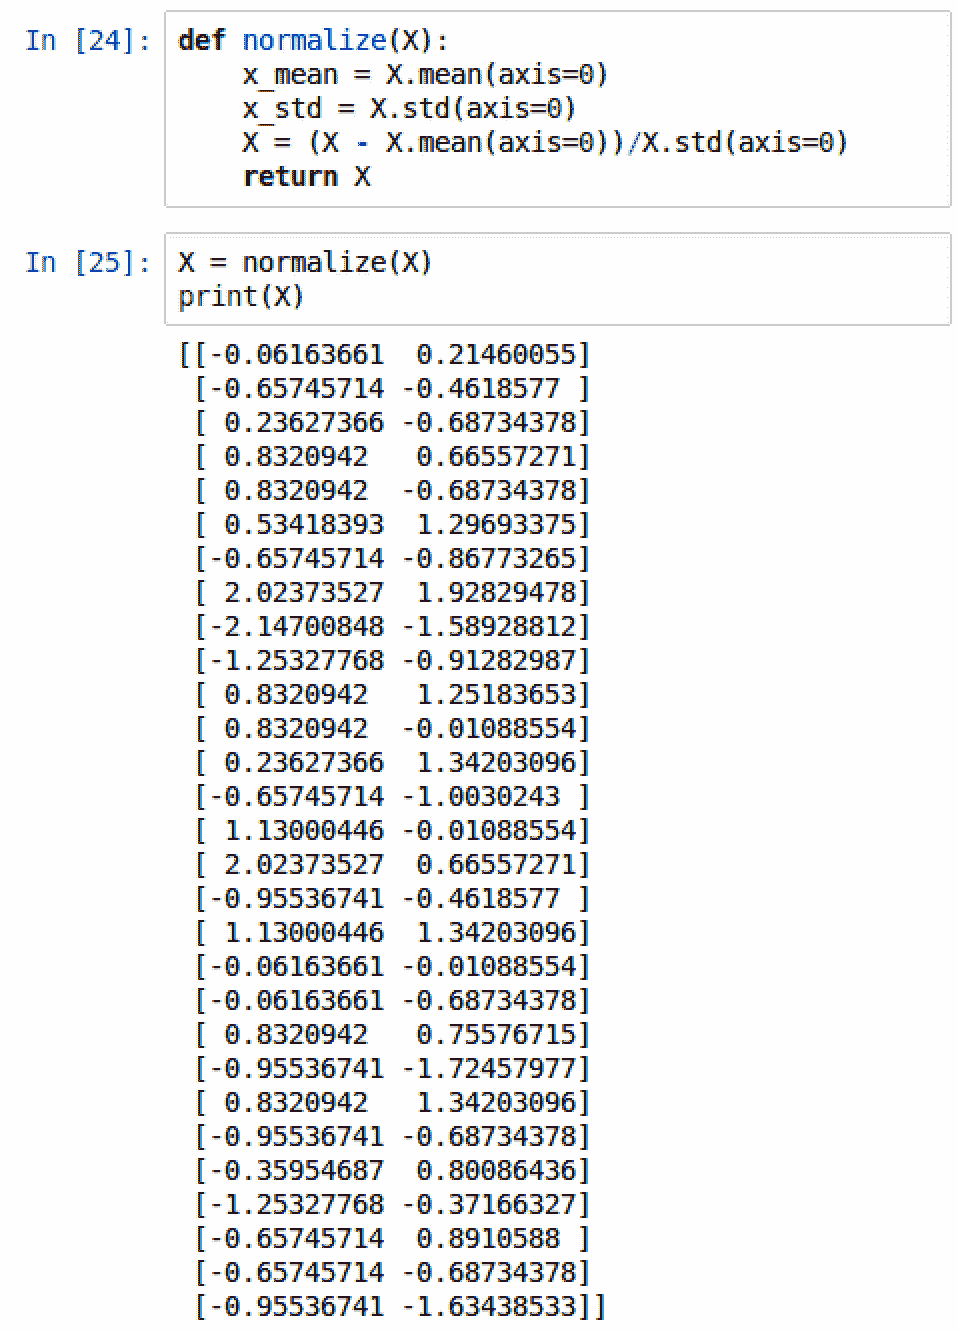 In [24]: def normalize(X):
    x_mean = X.mean(axis=0)
    x_std = X.std(axis=0)
    X = (X - X.mean(axis=0))/X.std(axis=0)
    return X
In [25]: X = normalize(X)
print(X)
[[-0.06163661  0.21460055]
 [-0.65745714 -0.4618577 ]
 [ 0.23627366 -0.68734378]
 [ 0.8320942   0.66557271]
 [ 0.8320942  -0.68734378]
 [ 0.53418393  1.29693375]
 [-0.65745714 -0.86773265]
 [ 2.02373527  1.92829478]
 [-2.14700848 -1.58928812]
 [-1.25327768 -0.91282987]
 [ 0.8320942   1.25183653]
 [ 0.8320942  -0.01088554]
 [ 0.23627366  1.34203096]
 [-0.65745714 -1.0030243 ]
 [ 1.13000446 -0.01088554]
 [ 2.02373527  0.66557271]
 [-0.95536741 -0.4618577 ]
 [ 1.13000446  1.34203096]
 [-0.06163661 -0.01088554]
 [-0.06163661 -0.68734378]
 [ 0.8320942   0.75576715]
 [-0.95536741 -1.72457977]
 [ 0.8320942   1.34203096]
 [-0.95536741 -0.68734378]
 [-0.35954687  0.80086436]
 [-1.25327768 -0.37166327]
 [-0.65745714  0.8910588 ]
 [-0.65745714 -0.68734378]
 [-0.95536741 -1.63438533]]